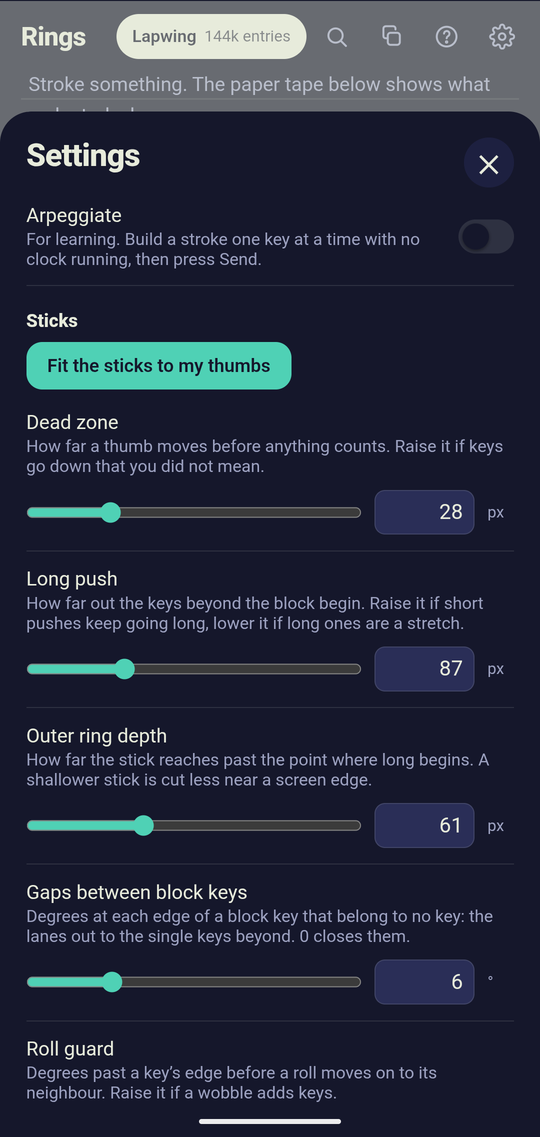 Rings
Lapwing 144k entries
Stroke something. The paper tape below shows what
Settings
Arpeggiate
For learning. Build a stroke one key at a time with no
clock running, then press Send.
Sticks
Fit the sticks to my thumbs
Dead zone
How far a thumb moves before anything counts. Raise it if keys
go down that you did not mean.
28 px
Long push
How far out the keys beyond the block begin. Raise it if short
pushes keep going long, lower it if long ones are a stretch.
87 px
Outer ring depth
How far the stick reaches past the point where long begins. A
shallower stick is cut less near a screen edge.
61 px
Gaps between block keys
Degrees at each edge of a block key that belong to no key: the
lanes out to the single keys beyond. 0 closes them.
6 °
Roll guard
Degrees past a key’s edge before a roll moves on to its
neighbour. Raise it if a wobble adds keys.